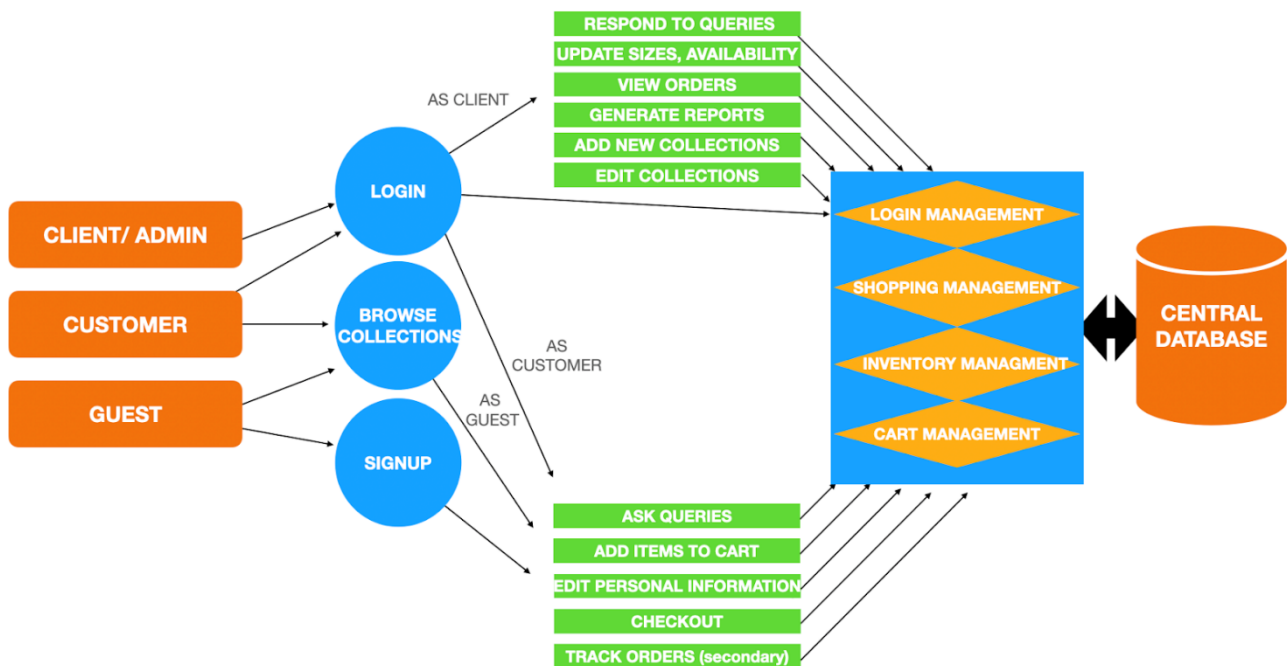 RESPOND TO QUERIES
UPDATE SIZES, AVAILABILITY
VIEW ORDERS
GENERATE REPORTS
ADD NEW COLLECTIONS
EDIT COLLECTIONS
AS CLIENT
LOGIN
CLIENT/ ADMIN
CUSTOMER
GUEST
BROWSE
COLLECTIONS
SIGNUP
AS
CUSTOMER
AS
GUEST
LOGIN MANAGEMENT
SHOPPING MANAGEMENT
INVENTORY MANAGMENT
CART MANAGEMENT
CENTRAL
DATABASE
ASK QUERIES
ADD ITEMS TO CART
EDIT PERSONAL INFORMATION
CHECKOUT
TRACK ORDERS (secondary)